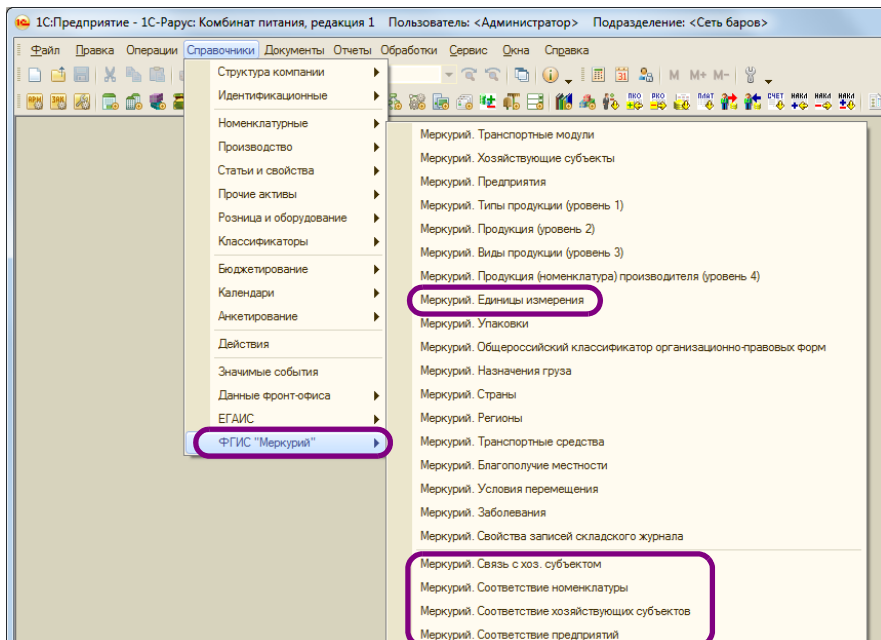 1С:Предприятие - 1С-Рарус: Комбинат питания, редакция 1 Пользователь: <Администратор> Подразделение: <Сеть баров>
Файл Правка Операции Справочники Документы Отчеты Обработки Сервис Окна Справка
M M+ M-
Структура компании
Идентификационные
Номенклатурные
Производство
Статьи и свойства
Прочие активы
Розница и оборудование
Классификаторы
Бюджетирование
Календари
Анкетирование
Действия
Значимые события
Данные фронт-офиса
ЕГАИС
ФГИС "Меркурий"
Меркурий. Транспортные модули
Меркурий. Хозяйствующие субъекты
Меркурий. Предприятия
Меркурий. Типы продукции (уровень 1)
Меркурий. Продукция (уровень 2)
Меркурий. Виды продукции (уровень 3)
Меркурий. Продукция (номенклатура) производителя (уровень 4)
Меркурий. Единицы измерения
Меркурий. Упаковки
Меркурий. Общероссийский классификатор организационно-правовых форм
Меркурий. Назначения груза
Меркурий. Страны
Меркурий. Регионы
Меркурий. Транспортные средства
Меркурий. Благополучие местности
Меркурий. Условия перемещения
Меркурий. Заболевания
Меркурий. Свойства записей складского журнала
Меркурий. Связь с хоз. субъектом
Меркурий. Соответствие номенклатуры
Меркурий. Соответствие хозяйствующих субъектов
Меркурий. Соответствие предприятий